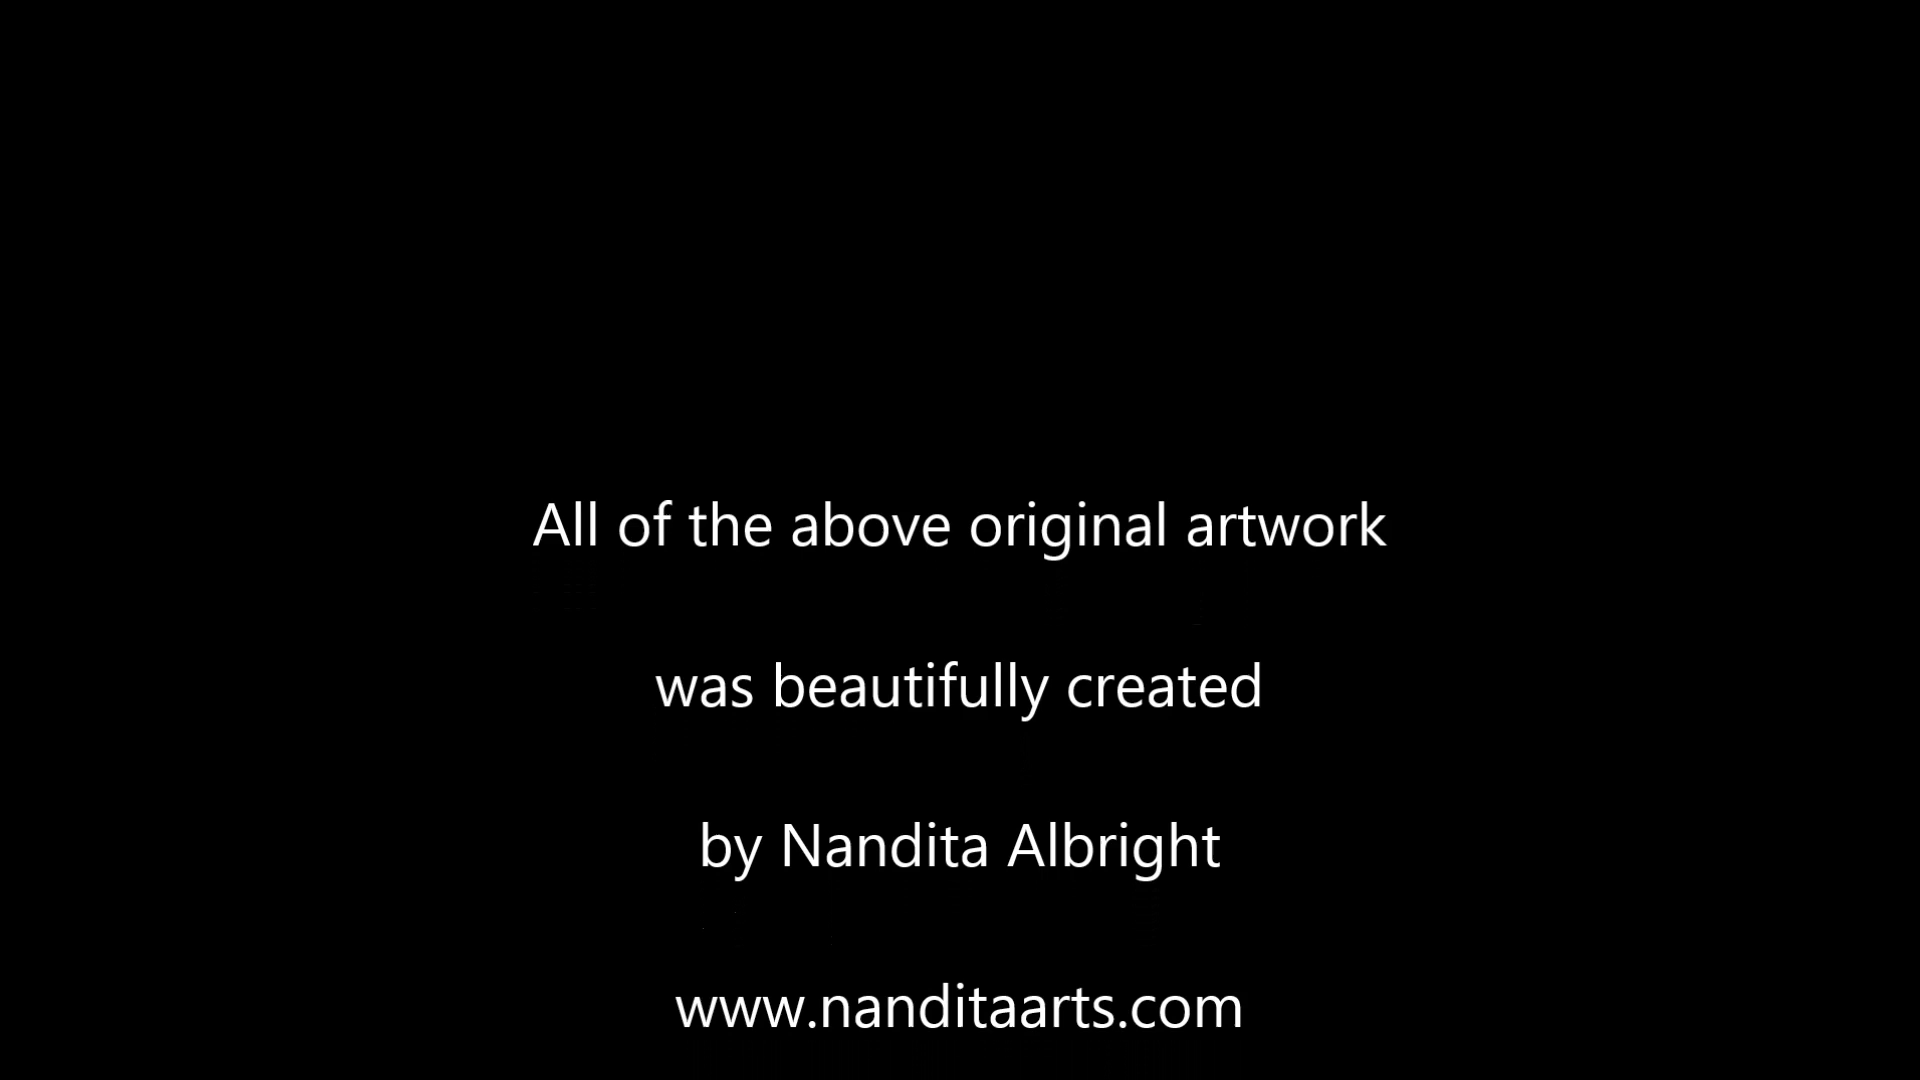 All of the above original artwork
was beautifully created
by Nandita Albright
www.nanditaarts.com